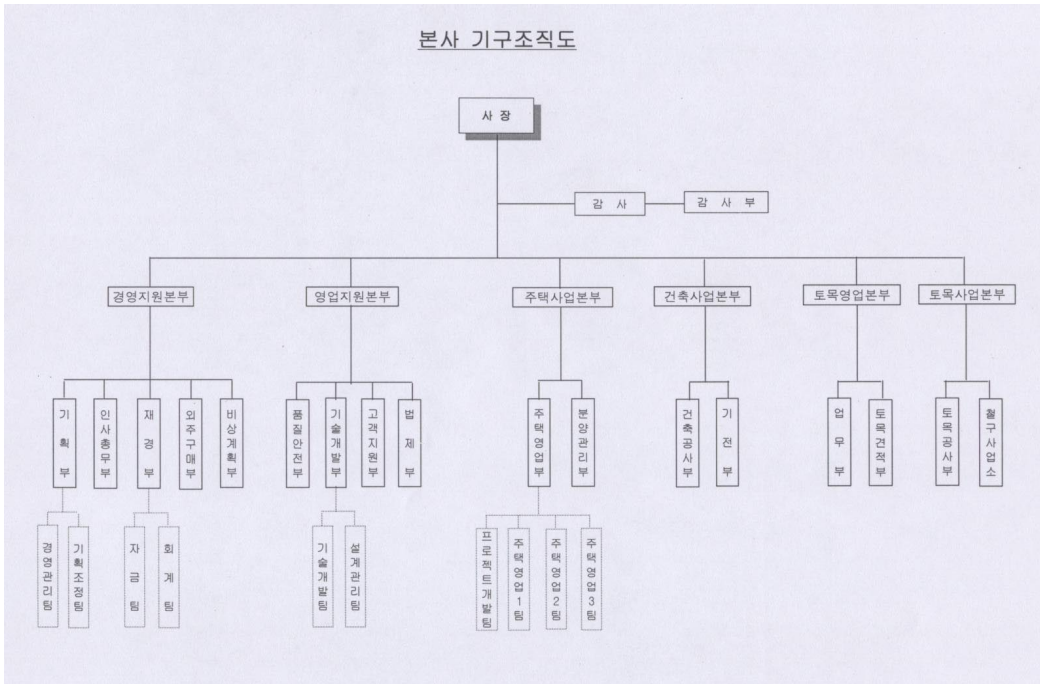 본사 기구조직도
사 장
감 사
감 사 부
경영지원본부
영업지원본부
주택사업본부
건축사업본부
토목영업본부
토목사업본부
기 획 부
인사총무부
재 경 부
외주구매부
비상계획부
품질안전부
기술개발부
고객지원부
법 제 부
주택영업부
분양관리부
건축공사부
기 전 부
업 무 부
토목견적부
토목공사부
철구사업소
경영관리팀
기획조정팀
자 금 팀
회 계 팀
기술개발팀
설계관리팀
프로젝트개발팀
주택영업1팀
주택영업2팀
주택영업3팀